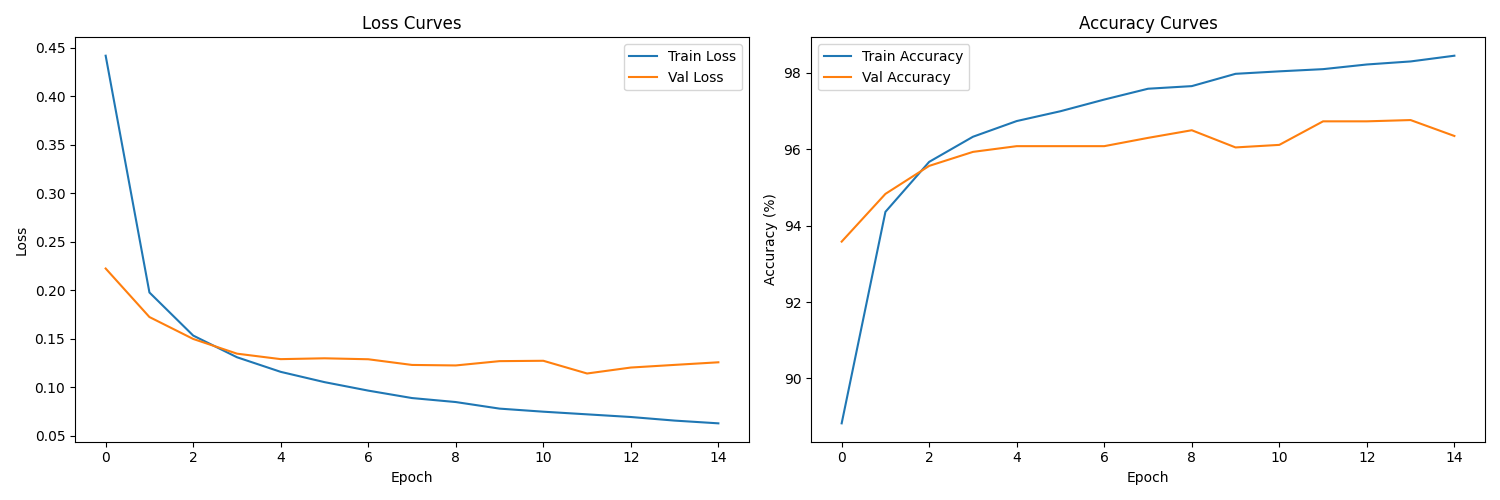 Loss Curves
0.45
0.40
0.35
0.30
0.25
0.20
0.15
0.10
0.05
Loss
Train Loss
Val Loss
0 2 4 6 8 10 12 14
Epoch
Accuracy Curves
98
96
94
92
90
Accuracy (%)
Train Accuracy
Val Accuracy
0 2 4 6 8 10 12 14
Epoch